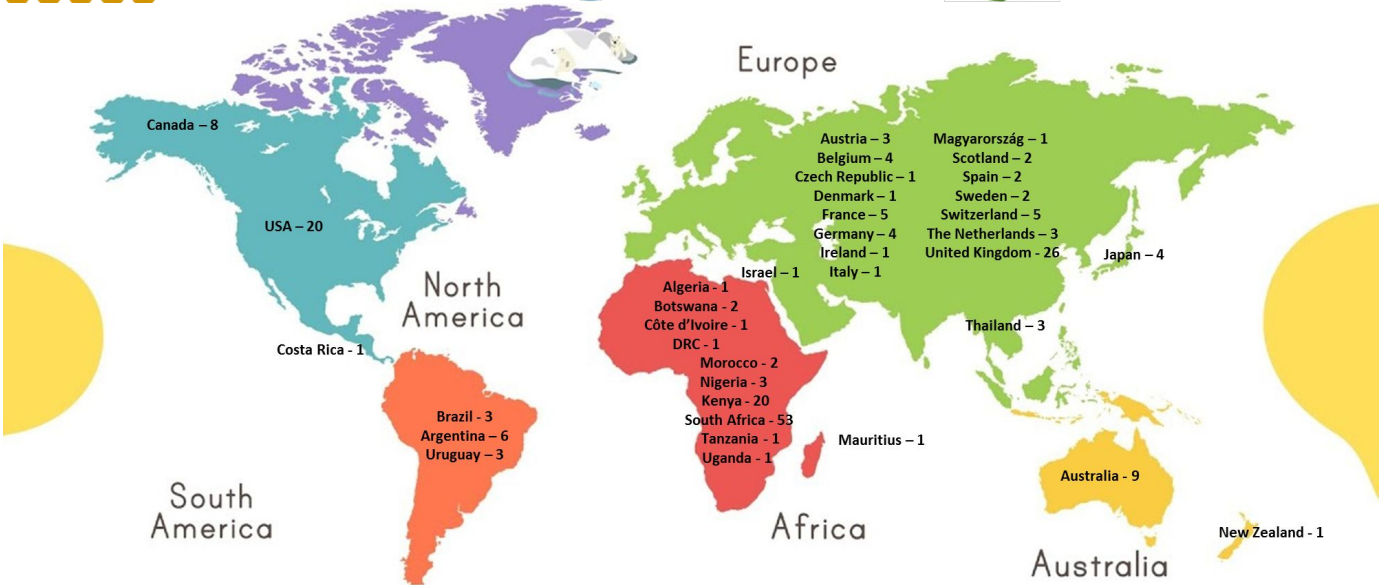 Europe
Canada – 8
USA – 20
North
America
Costa Rica - 1
Brazil - 3
Argentina – 6
Uruguay – 3
South
America
Austria – 3
Belgium – 4
Czech Republic – 1
Denmark – 1
France – 5
Germany – 4
Ireland – 1
Italy – 1
Magyarország – 1
Scotland – 2
Spain – 2
Sweden – 2
Switzerland – 5
The Netherlands – 3
United Kingdom - 26
Israel – 1
Japan – 4
Thailand – 3
Algeria - 1
Botswana - 2
Côte d’Ivoire - 1
DRC - 1
Morocco - 2
Nigeria - 3
Kenya - 20
South Africa - 53
Tanzania - 1
Uganda - 1
Mauritius – 1
Africa
Australia - 9
New Zealand - 1
Australia